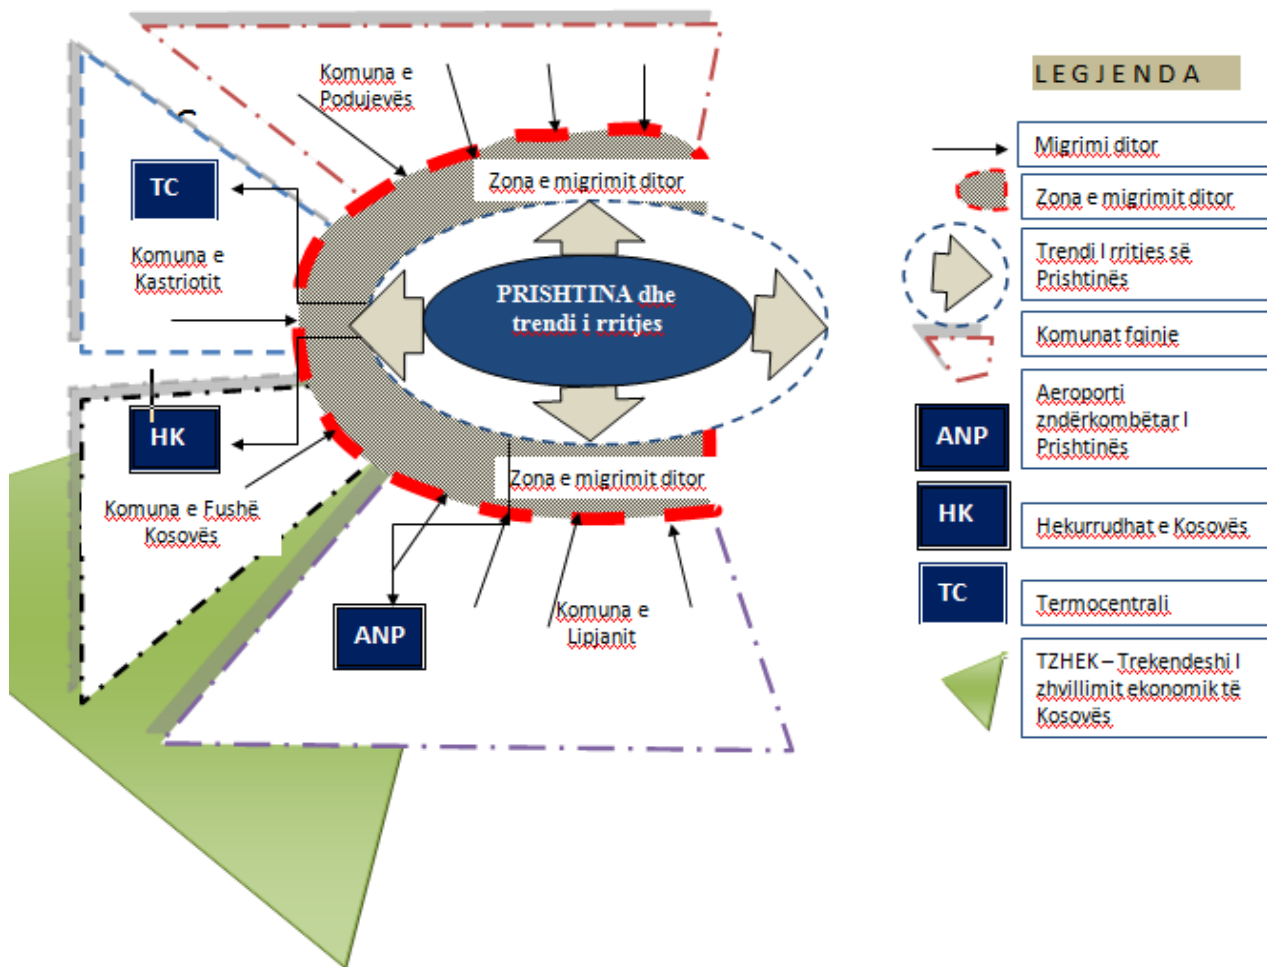 Komuna e
Podujevës
Zona e migrimit ditor
TC
Komuna e
Kastriotit
PRISHTINA dhe
trendi i rritjes
HK
Komuna e Fushë
Kosovës
Zona e migrimit ditor
ANP
Komuna e
Lipjanit
LEGJENDA
Migrimi ditor
Zona e migrimit ditor
Trendi I rritjes së
Prishtinës
Komunat fqinje
ANP
Aeroporti
zndërkombëtar I
Prishtinës
HK
Hekurrudhat e Kosovës
TC
Termocentrali
TZHEK – Trekendeshi I
zhvillimit ekonomik të
Kosovës